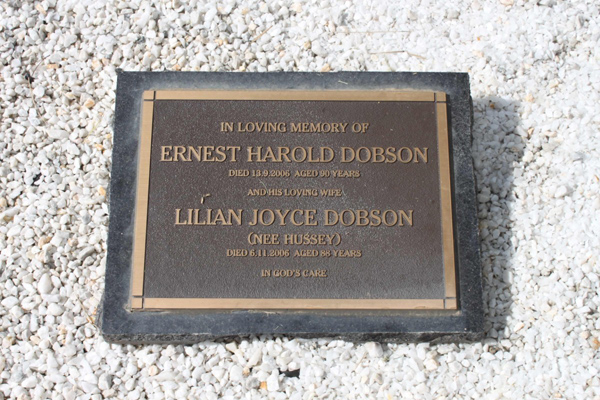 IN LOVING MEMORY OF
ERNEST HAROLD DOBSON
DIED 13.9.2006 AGED 90 YEARS
AND HIS LOVING WIFE
LILIAN JOYCE DOBSON
(NEE HUSSEY)
DIED 6.11.2006 AGED 88 YEARS
IN GOD'S CARE